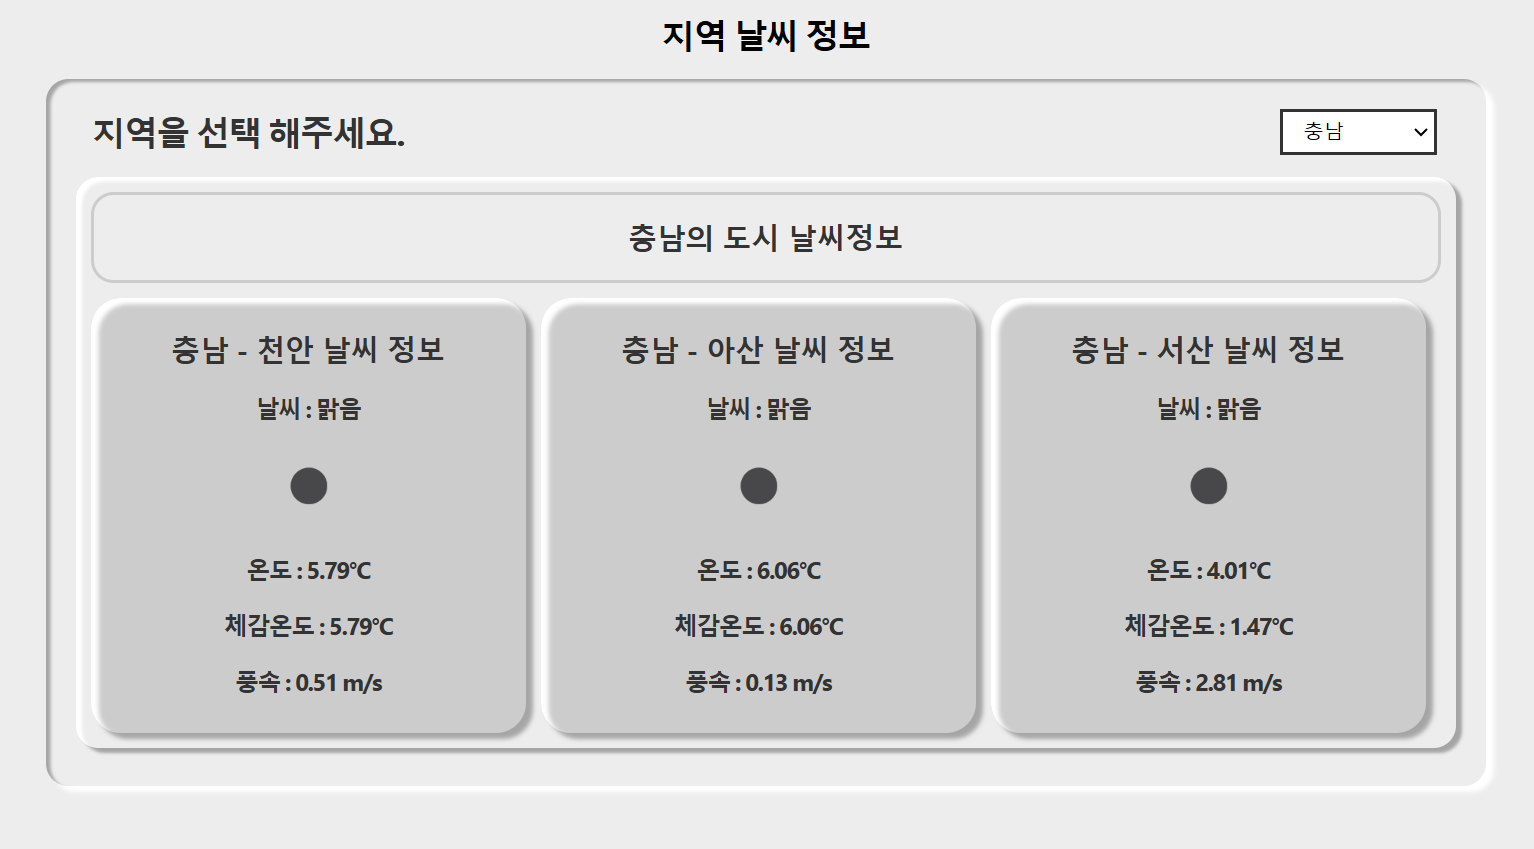 지역 날씨 정보
지역을 선택 해주세요.
충남
충남의 도시 날씨정보
충남 - 천안 날씨 정보
날씨 : 맑음
온도 : 5.79℃
체감온도 : 5.79℃
풍속 : 0.51 m/s
충남 - 아산 날씨 정보
날씨 : 맑음
온도 : 6.06℃
체감온도 : 6.06℃
풍속 : 0.13 m/s
충남 - 서산 날씨 정보
날씨 : 맑음
온도 : 4.01℃
체감온도 : 1.47℃
풍속 : 2.81 m/s